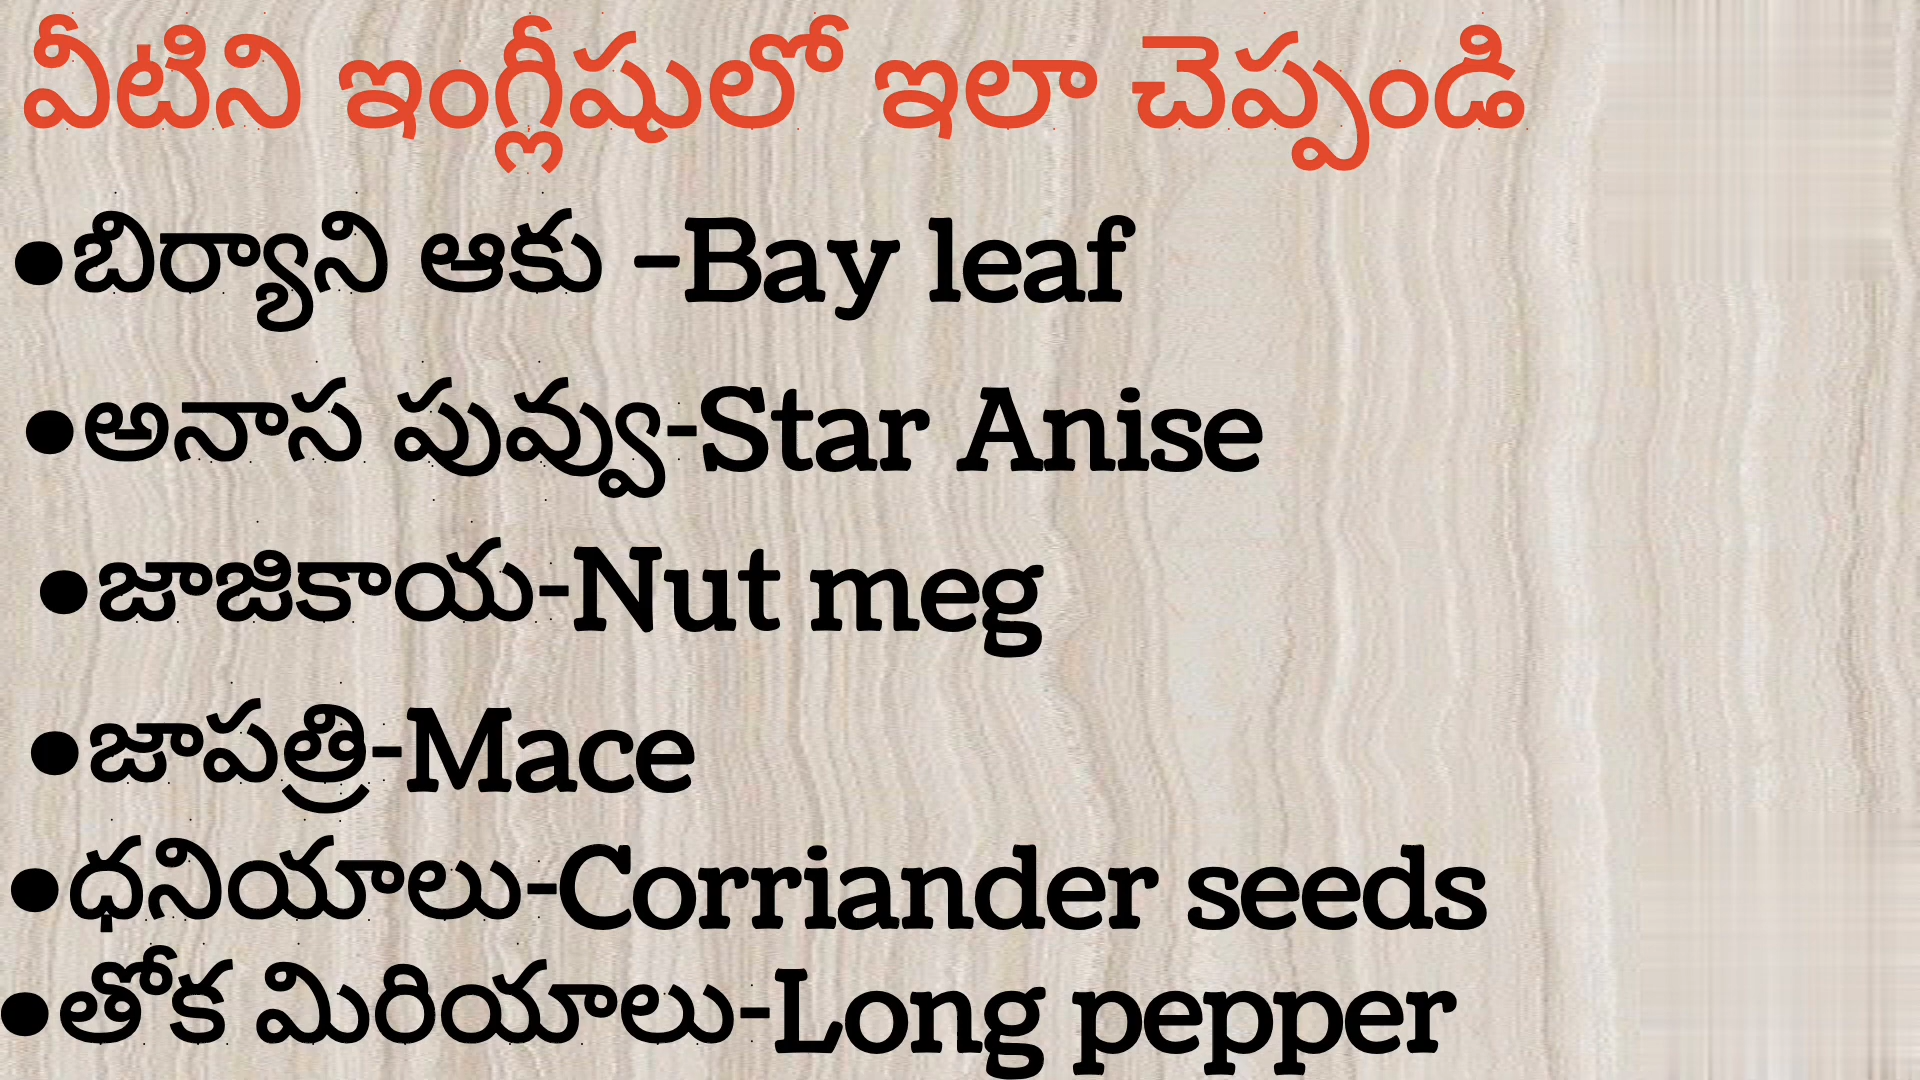 వీటిని ఇంగ్లీషులో ఇలా చెప్పండి
•బిర్యాని ఆకు -Bay leaf
•అనాస పువ్వు-Star Anise
•జాజికాయ-Nut meg
•జాపత్రి-Mace
•ధనియాలు-Corriander seeds
•తోక మిరియాలు-Long pepper